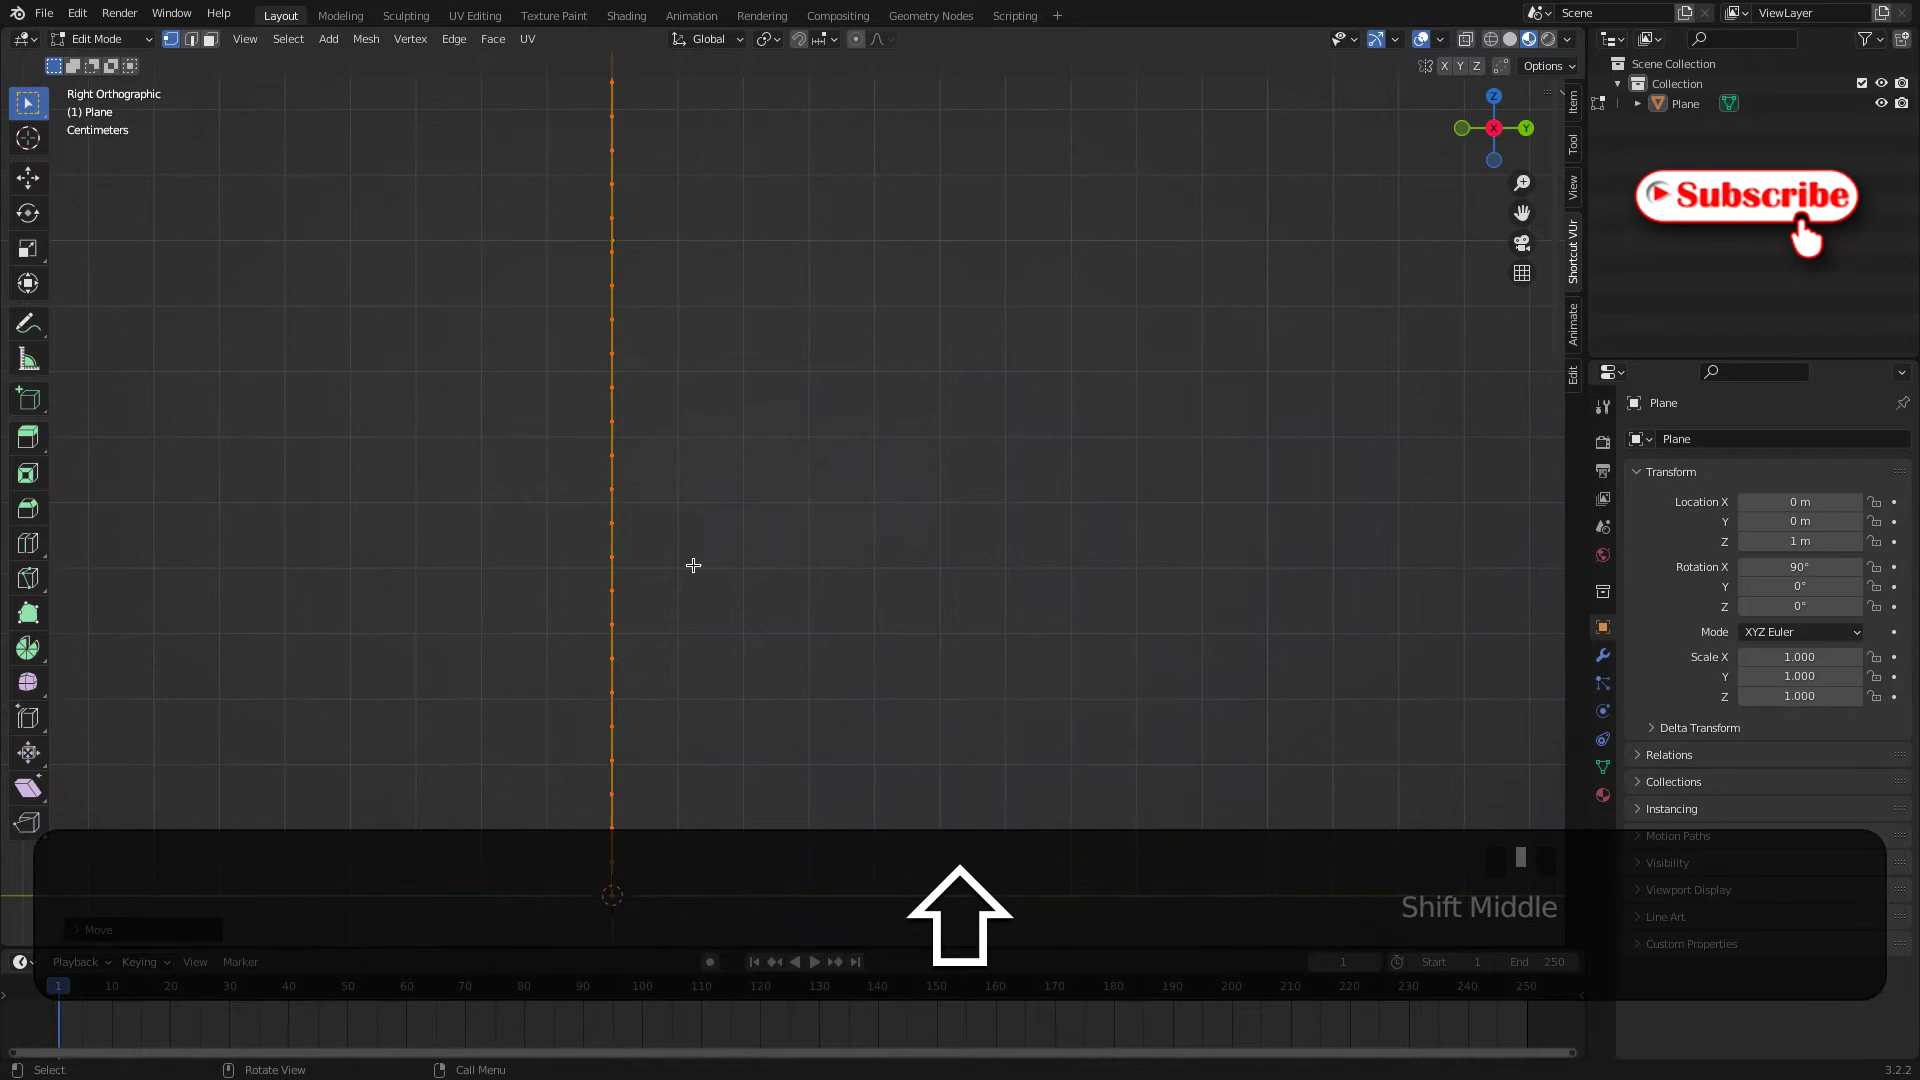 File Edit Render Window Help Layout Modeling Sculpting UV Editing Texture Paint Shading Animation Rendering Compositing Geometry Nodes Scripting + Scene ViewLayer
Edit Mode View Select Add Mesh Vertex Edge Face UV Global
X Y Z Options
Right Orthographic
(1) Plane
Centimeters
Z
X
Y
Item
Tool
View
Shortcut VUr
Animate
Edit
Scene Collection
Collection
Plane
Subscribe
Plane
Plane
Transform
Location X 0 m
Y 0 m
Z 1 m
Rotation X 90°
Y 0°
Z 0°
Mode XYZ Euler
Scale X 1.000
Y 1.000
Z 1.000
Delta Transform
Relations
Collections
Instancing
Motion Paths
Visibility
Viewport Display
Line Art
Custom Properties
Shift Middle
Move
Playback Keying View Marker 1 Start 1 End 250
1 10 20 30 40 50 60 70 80 90 100 110 120 130 140 150 160 170 180 190 200 210 220 230 240 250
Select Rotate View Call Menu 3.2.2